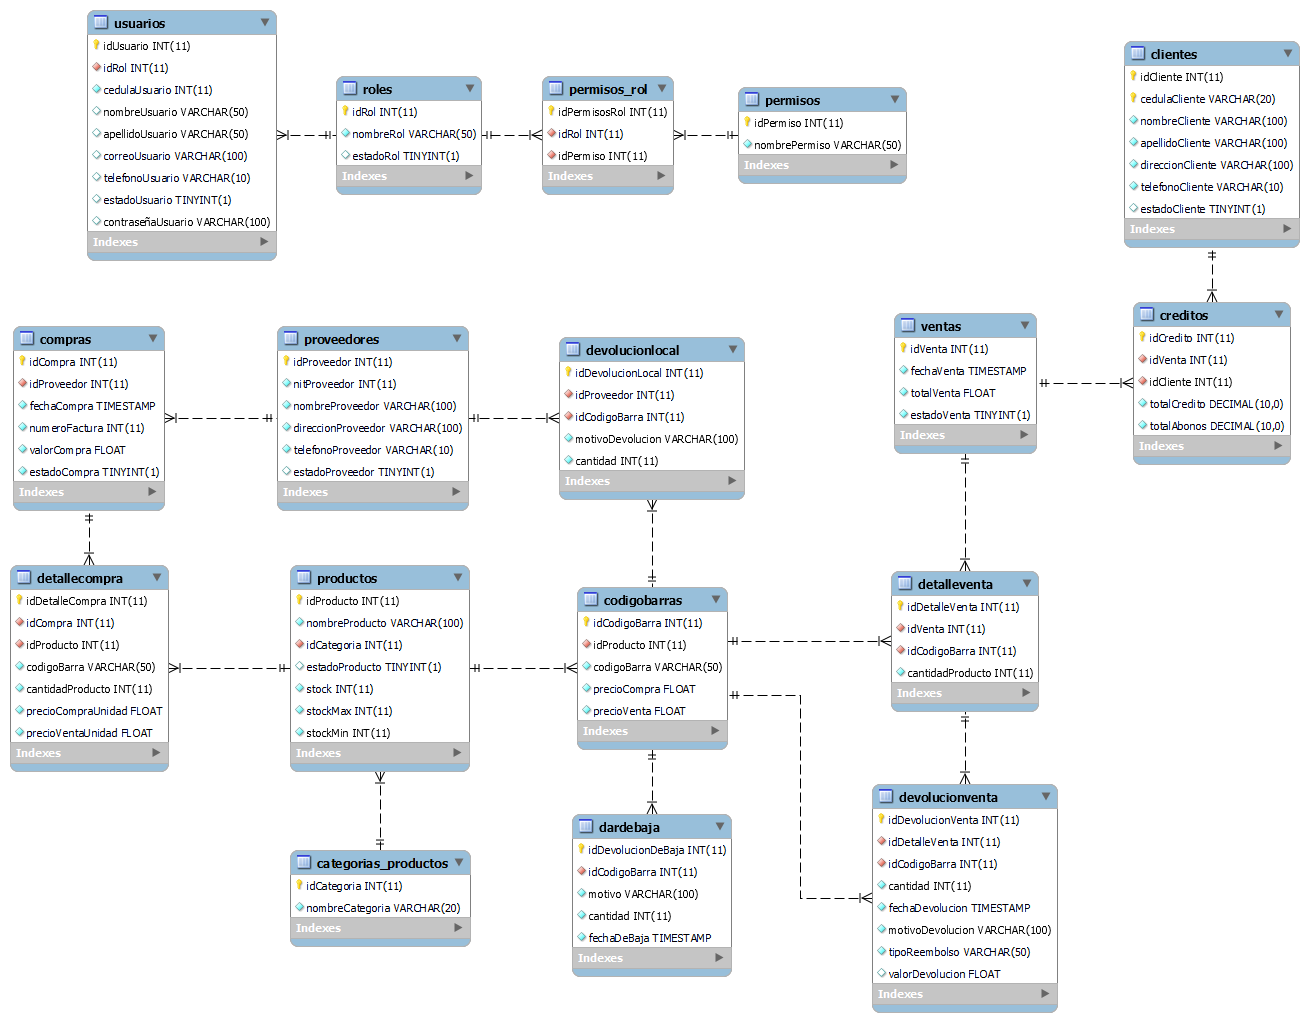 usuarios
idUsuario INT(11)
idRol INT(11)
cedulaUsuario INT(11)
nombreUsuario VARCHAR(50)
apellidoUsuario VARCHAR(50)
correoUsuario VARCHAR(100)
telefonoUsuario VARCHAR(10)
estadoUsuario TINYINT(1)
contraseñaUsuario VARCHAR(100)
Indexes
roles
idRol INT(11)
nombreRol VARCHAR(50)
estadoRol TINYINT(1)
Indexes
permisos_rol
idPermisosRol INT(11)
idRol INT(11)
idPermiso INT(11)
Indexes
permisos
idPermiso INT(11)
nombrePermiso VARCHAR(50)
Indexes
clientes
idCliente INT(11)
cedulaCliente VARCHAR(20)
nombreCliente VARCHAR(100)
apellidoCliente VARCHAR(100)
direccionCliente VARCHAR(100)
telefonoCliente VARCHAR(10)
estadoCliente TINYINT(1)
Indexes
compras
idCompra INT(11)
idProveedor INT(11)
fechaCompra TIMESTAMP
numeroFactura INT(11)
valorCompra FLOAT
estadoCompra TINYINT(1)
Indexes
proveedores
idProveedor INT(11)
nitProveedor INT(11)
nombreProveedor VARCHAR(100)
direccionProveedor VARCHAR(100)
telefonoProveedor VARCHAR(10)
estadoProveedor TINYINT(1)
Indexes
devolucionlocal
idDevolucionLocal INT(11)
idProveedor INT(11)
idCodigoBarra INT(11)
motivoDevolucion VARCHAR(100)
cantidad INT(11)
Indexes
ventas
idVenta INT(11)
fechaVenta TIMESTAMP
totalVenta FLOAT
estadoVenta TINYINT(1)
Indexes
creditos
idCredito INT(11)
idVenta INT(11)
idCliente INT(11)
totalCredito DECIMAL(10,0)
totalAbonos DECIMAL(10,0)
Indexes
detallecompra
idDetalleCompra INT(11)
idCompra INT(11)
idProducto INT(11)
codigoBarra VARCHAR(50)
cantidadProducto INT(11)
precioCompraUnidad FLOAT
precioVentaUnidad FLOAT
Indexes
productos
idProducto INT(11)
nombreProducto VARCHAR(100)
idCategoria INT(11)
estadoProducto TINYINT(1)
stock INT(11)
stockMax INT(11)
stockMin INT(11)
Indexes
codigobarras
idCodigoBarra INT(11)
idProducto INT(11)
codigoBarra VARCHAR(50)
precioCompra FLOAT
precioVenta FLOAT
Indexes
detalleventa
idDetalleVenta INT(11)
idVenta INT(11)
idCodigoBarra INT(11)
cantidadProducto INT(11)
Indexes
categorias_productos
idCategoria INT(11)
nombreCategoria VARCHAR(20)
Indexes
dardebaja
idDevolucionDeBaja INT(11)
idCodigoBarra INT(11)
motivo VARCHAR(100)
cantidad INT(11)
fechaDeBaja TIMESTAMP
Indexes
devolucionventa
idDevolucionVenta INT(11)
idDetalleVenta INT(11)
idCodigoBarra INT(11)
cantidad INT(11)
fechaDevolucion TIMESTAMP
motivoDevolucion VARCHAR(100)
tipoReembolso VARCHAR(50)
valorDevolucion FLOAT
Indexes